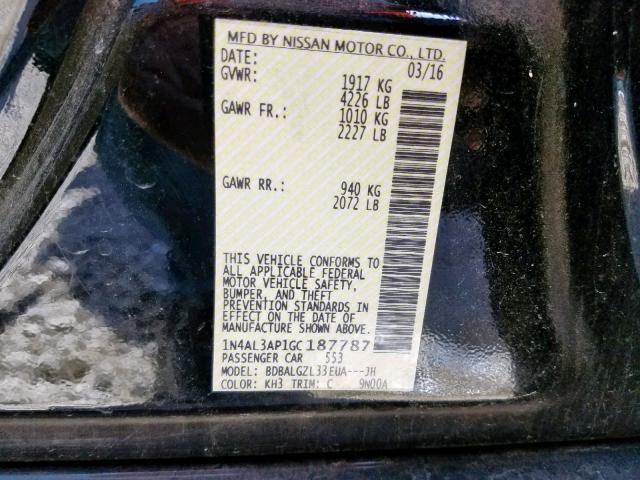 MFD BY NISSAN MOTOR CO., LTD.
DATE: 03/16
GVWR: 1917 KG
4226 LB
GAWR FR.: 1010 KG
2227 LB
GAWR RR.: 940 KG
2072 LB
THIS VEHICLE CONFORMS TO
ALL APPLICABLE FEDERAL
MOTOR VEHICLE SAFETY,
BUMPER, AND THEFT
PREVENTION STANDARDS IN
EFFECT ON THE DATE OF
MANUFACTURE SHOWN ABOVE.
1N4AL3AP1GC187787
PASSENGER CAR 553
MODEL: BDBALGZL33EUA---JH
COLOR: KH3 TRIM: C 9N00A